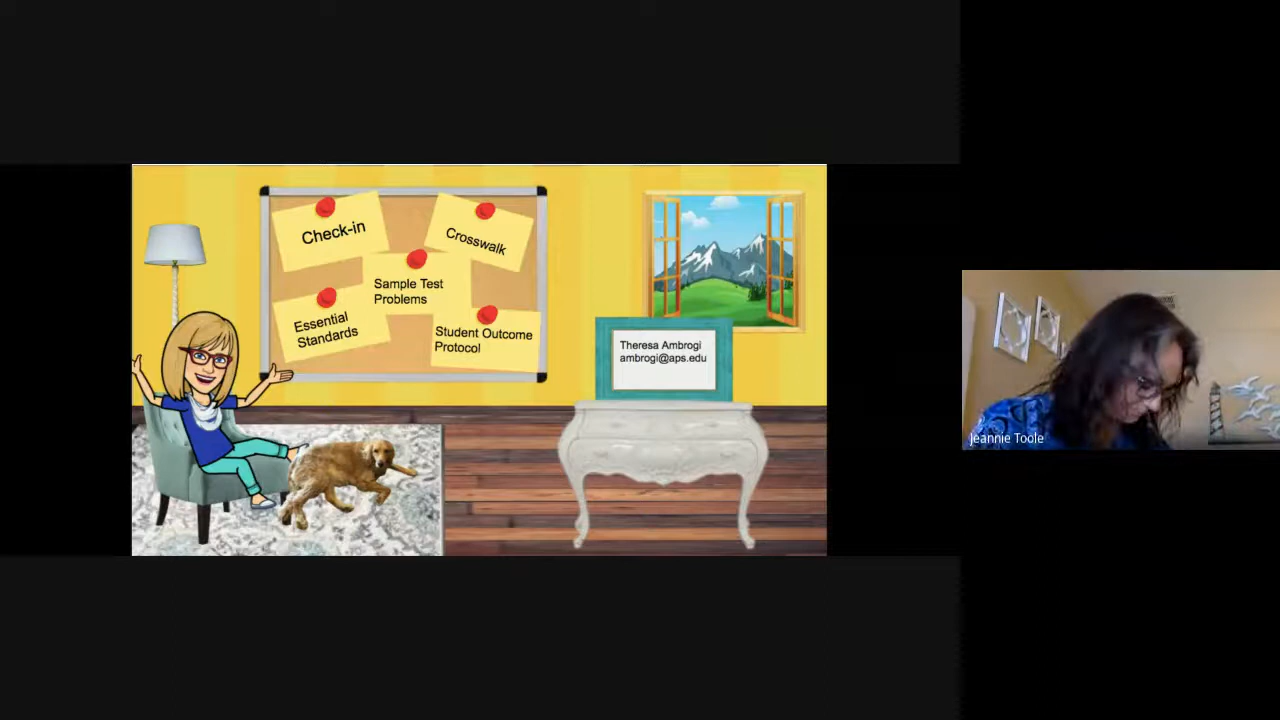 Check-in
Crosswalk
Sample Test
Problems
Essential
Standards
Student Outcome
Protocol
Theresa Ambrogi
ambrogi@aps.edu
Jeannie Toole